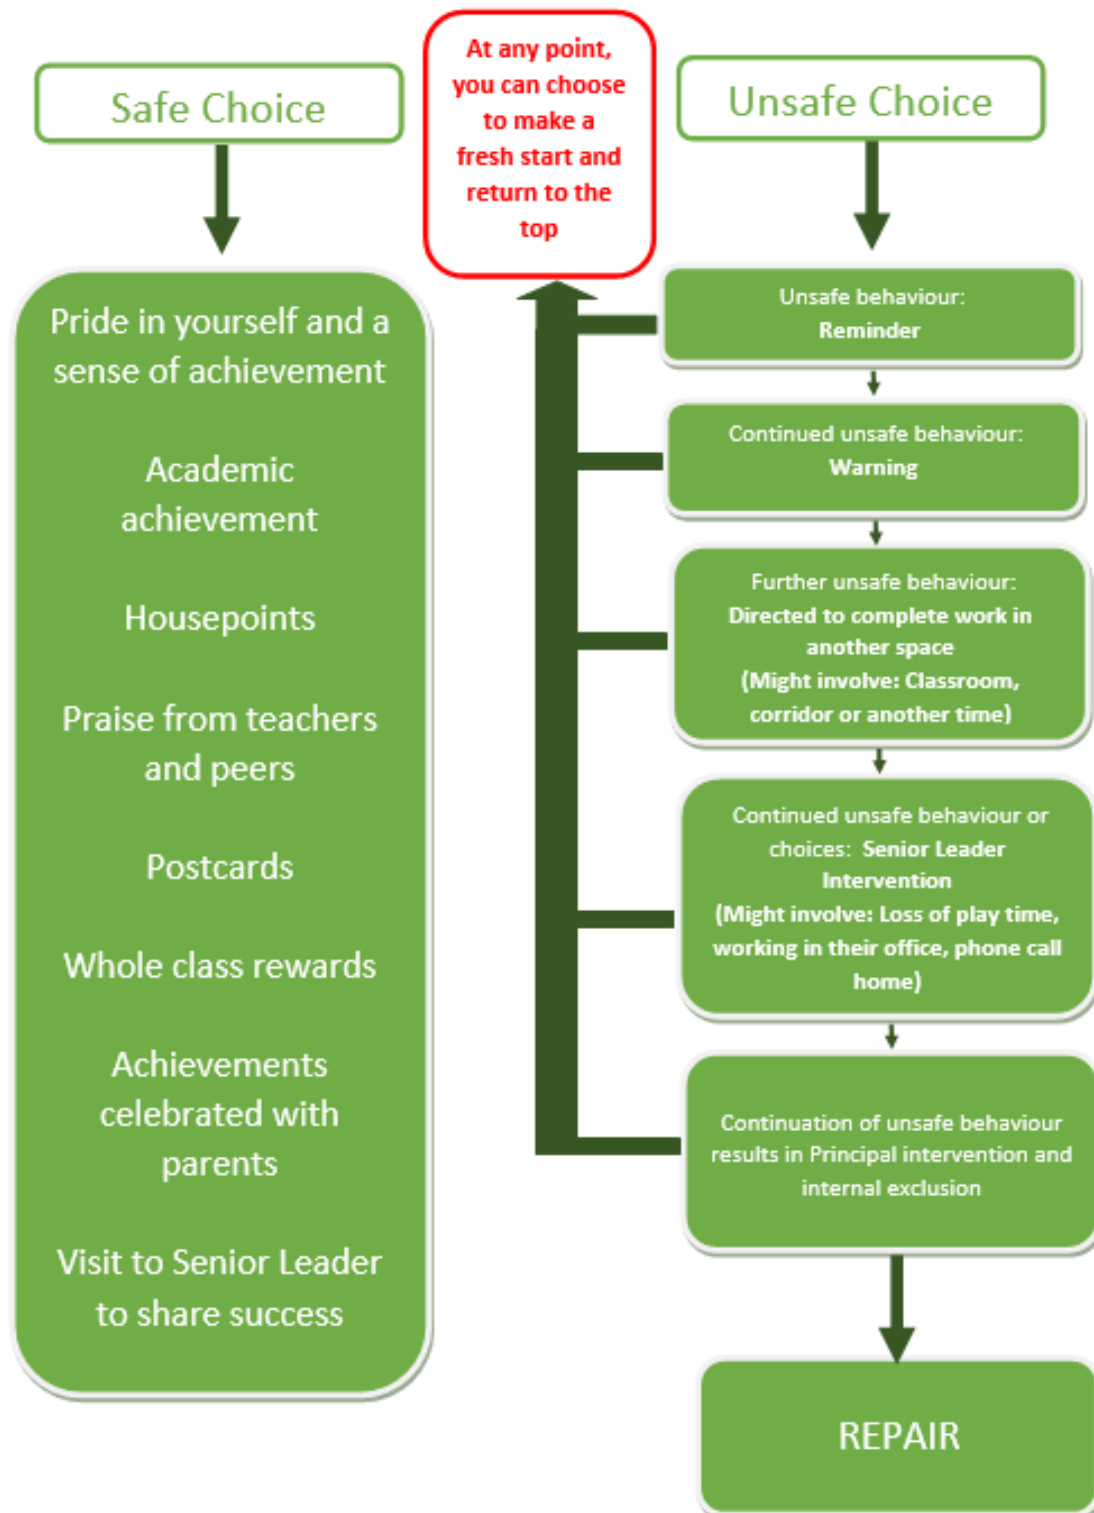 Safe Choice
Pride in yourself and a
sense of achievement
Academic
achievement
Housepoints
Praise from teachers
and peers
Postcards
Whole class rewards
Achievements
celebrated with
parents
Visit to Senior Leader
to share success
At any point,
you can choose
to make a
fresh start and
return to the
top
Unsafe Choice
Unsafe behaviour:
Reminder
Continued unsafe behaviour:
Warning
Further unsafe behaviour:
Directed to complete work in
another space
(Might involve: Classroom,
corridor or another time)
Continued unsafe behaviour or
choices: Senior Leader
Intervention
(Might involve: Loss of play time,
working in their office, phone call
home)
Continuation of unsafe behaviour
results in Principal intervention and
internal exclusion
REPAIR